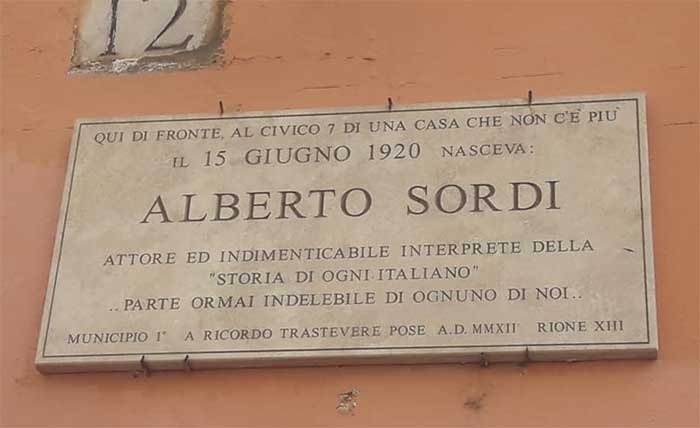 12
QUI DI FRONTE, AL CIVICO 7 DI UNA CASA CHE NON C'È PIÙ
IL 15 GIUGNO 1920 NASCEVA:
ALBERTO SORDI
ATTORE ED INDIMENTICABILE INTERPRETE DELLA
"STORIA DI OGNI ITALIANO"
..PARTE ORMAI INDELEBILE DI OGNUNO DI NOI..
MUNICIPIO I° A RICORDO TRASTEVERE POSE A.D. MMXII RIONE XIII